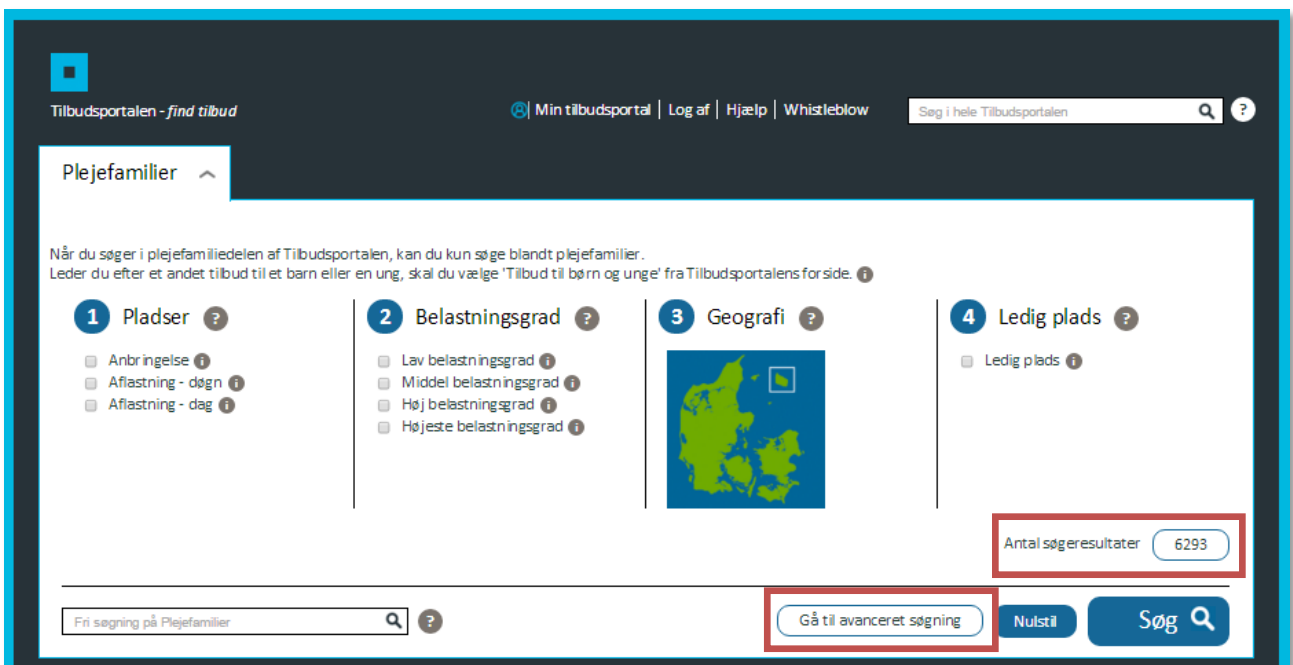 Tilbudsportalen - find tilbud
Min tilbudsportal | Log af | Hjælp | Whistleblow
Søg i hele Tilbudsportalen
?
Plejefamilier
Når du søger i plejefamiliedelen af Tilbudsportalen, kan du kun søge blandt plejefamilier.
Leder du efter et andet tilbud til et barn eller en ung, skal du vælge 'Tilbud til børn og unge' fra Tilbudsportalens forside. i
1 Pladser ?
Anbringelse i
Aflastning - døgn i
Aflastning - dag i
2 Belastningsgrad ?
Lav belastningsgrad i
Middel belastningsgrad i
Høj belastningsgrad i
Højeste belastningsgrad i
3 Geografi ?
4 Ledig plads ?
Ledig plads i
Antal søgeresultater 6293
Fri søgning på Plejefamilier
?
Gå til avanceret søgning
Nulstil
Søg